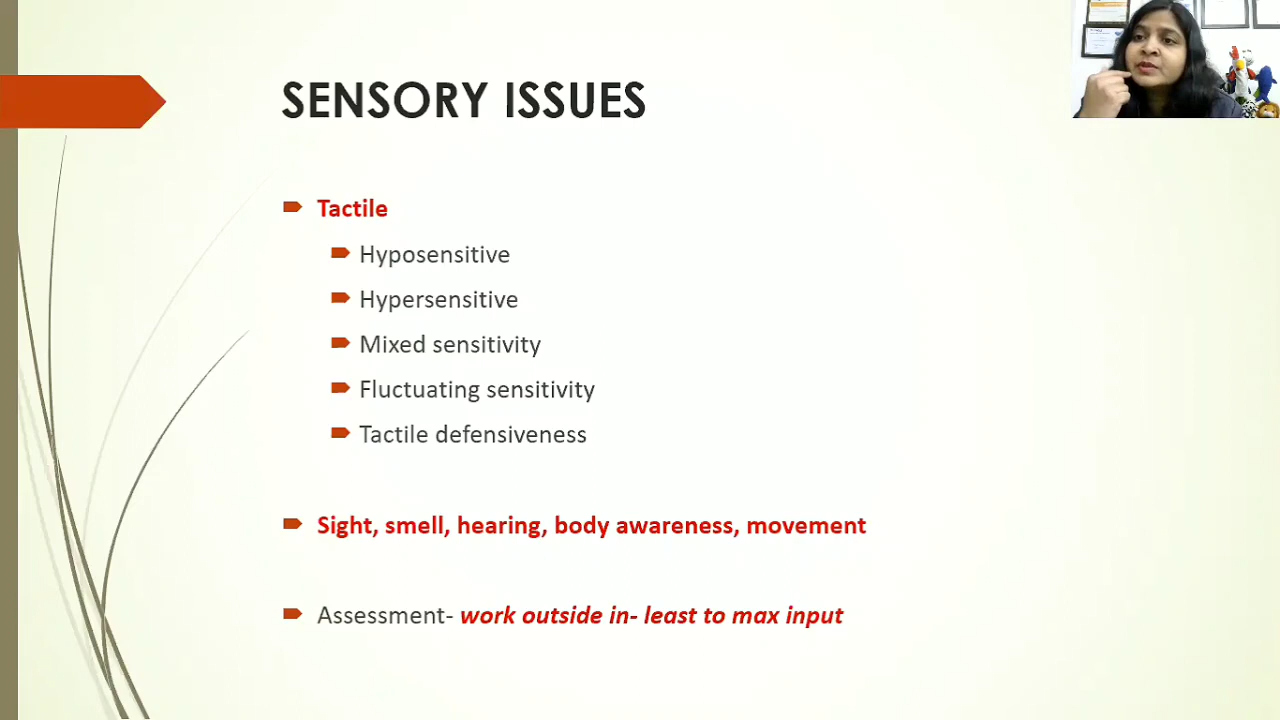 SENSORY ISSUES
Tactile
Hyposensitive
Hypersensitive
Mixed sensitivity
Fluctuating sensitivity
Tactile defensiveness
Sight, smell, hearing, body awareness, movement
Assessment- work outside in- least to max input